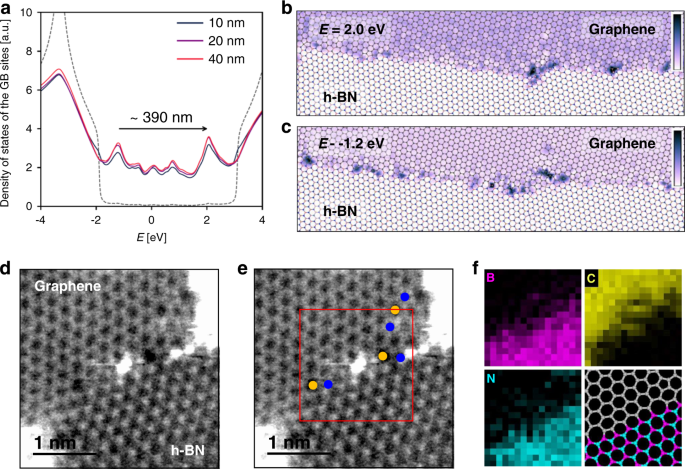 a
Density of states of the GB sites [a.u.]
10
8
6
4
2
0
-4
-2
0
2
4
E [eV]
10 nm
20 nm
40 nm
~ 390 nm
b
E = 2.0 eV
Graphene
h-BN
c
E - -1.2 eV
Graphene
h-BN
d
Graphene
1 nm
h-BN
e
1 nm
f
B
C
N